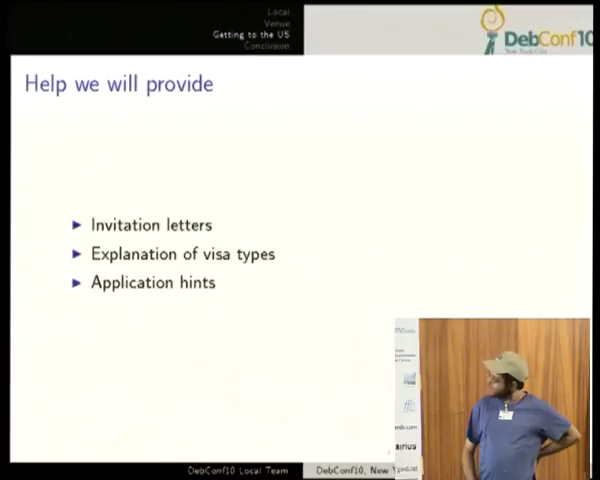 Local
Venue
Getting to the US
Conclusion
DebConf10
New York City
Help we will provide
Invitation letters
Explanation of visa types
Application hints
DebConf10 Local Team
DebConf10, New Y